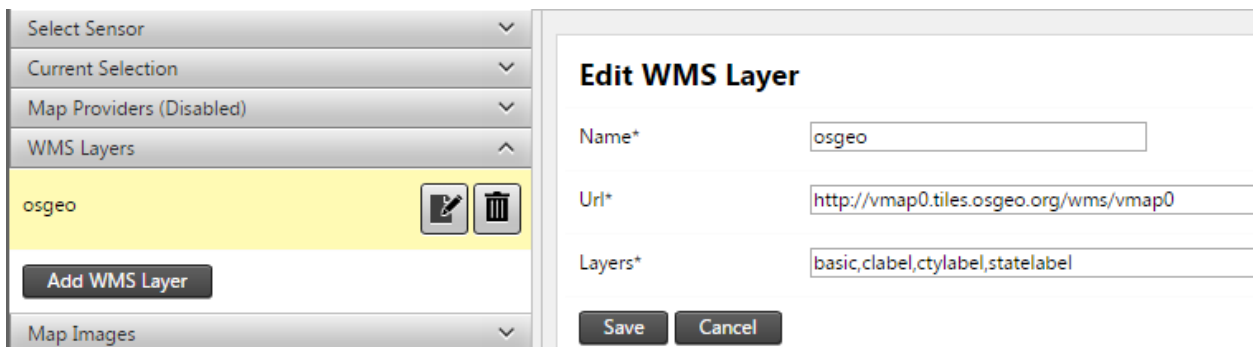 Select Sensor
Current Selection
Map Providers (Disabled)
WMS Layers
osgeo
Add WMS Layer
Map Images
Edit WMS Layer
Name* osgeo
Url* http://vmap0.tiles.osgeo.org/wms/vmap0
Layers* basic,clabel,ctylabel,statelabel
Save Cancel